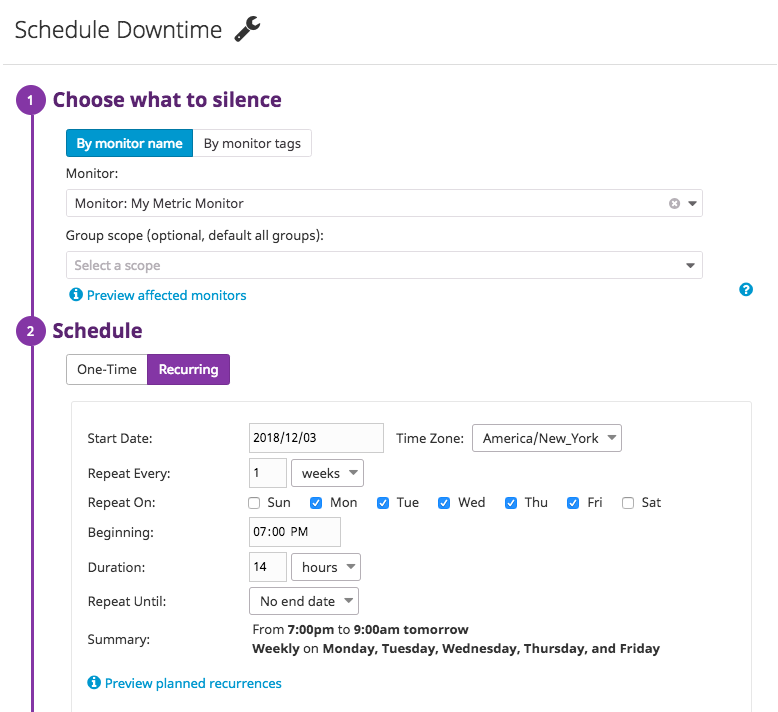 Schedule Downtime
1 Choose what to silence
By monitor name By monitor tags
Monitor:
Monitor: My Metric Monitor
Group scope (optional, default all groups):
Select a scope
Preview affected monitors
?
2 Schedule
One-Time Recurring
Start Date: 2018/12/03 Time Zone: America/New_York
Repeat Every: 1 weeks
Repeat On: Sun Mon Tue Wed Thu Fri Sat
Beginning: 07:00 PM
Duration: 14 hours
Repeat Until: No end date
Summary: From 7:00pm to 9:00am tomorrow
Weekly on Monday, Tuesday, Wednesday, Thursday, and Friday
Preview planned recurrences